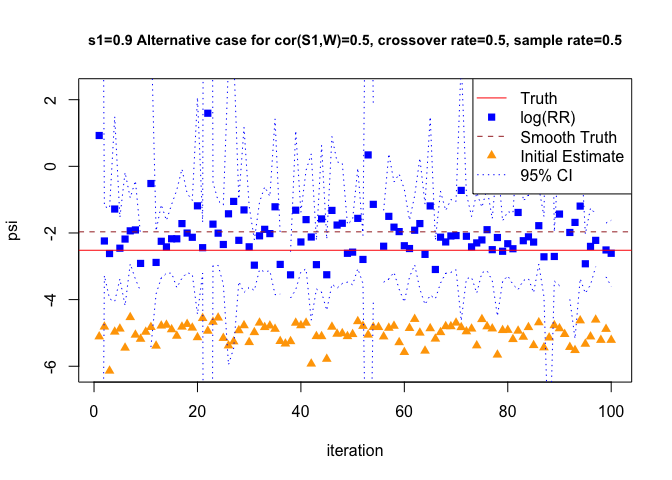 s1=0.9 Alternative case for cor(S1,W)=0.5, crossover rate=0.5, sample rate=0.5
Truth
log(RR)
Smooth Truth
Initial Estimate
95% CI
psi
2
0
-2
-4
-6
0 20 40 60 80 100
iteration